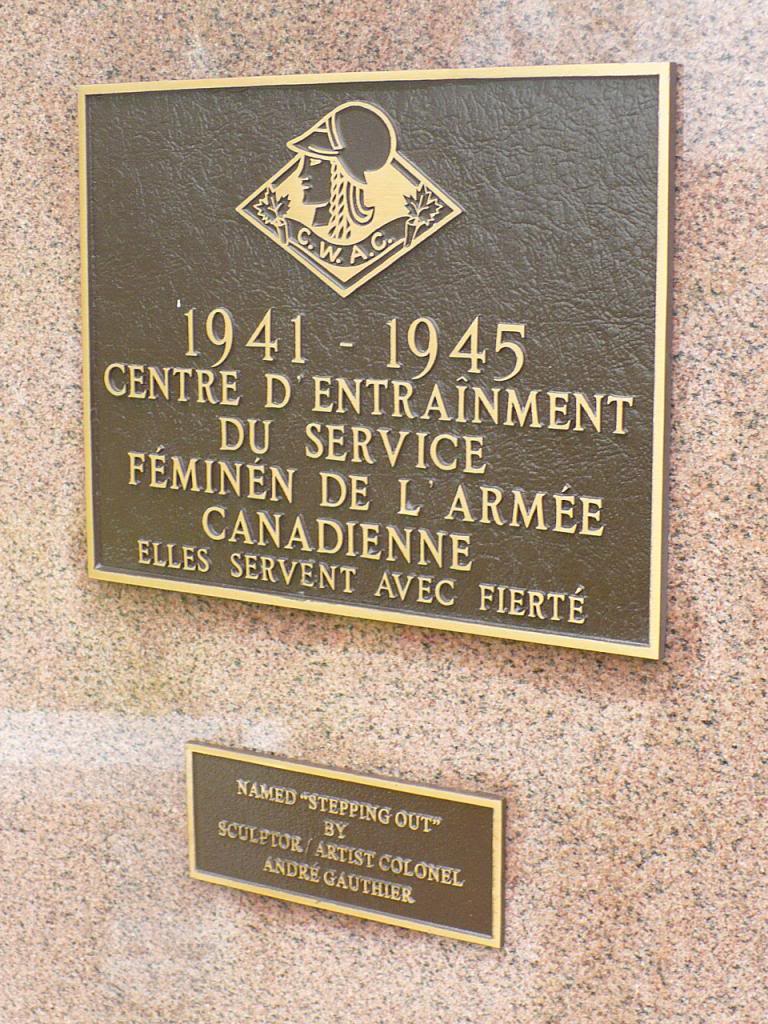 C.W.A.C.
1941 - 1945
CENTRE D'ENTRAÎNMENT
DU SERVICE
FÉMINÉN DE L'ARMÉE
CANADIENNE
ELLES SERVENT AVEC FIERTÉ
NAMED "STEPPING OUT"
BY
SCULPTOR / ARTIST COLONEL
ANDRÉ GAUTHIER